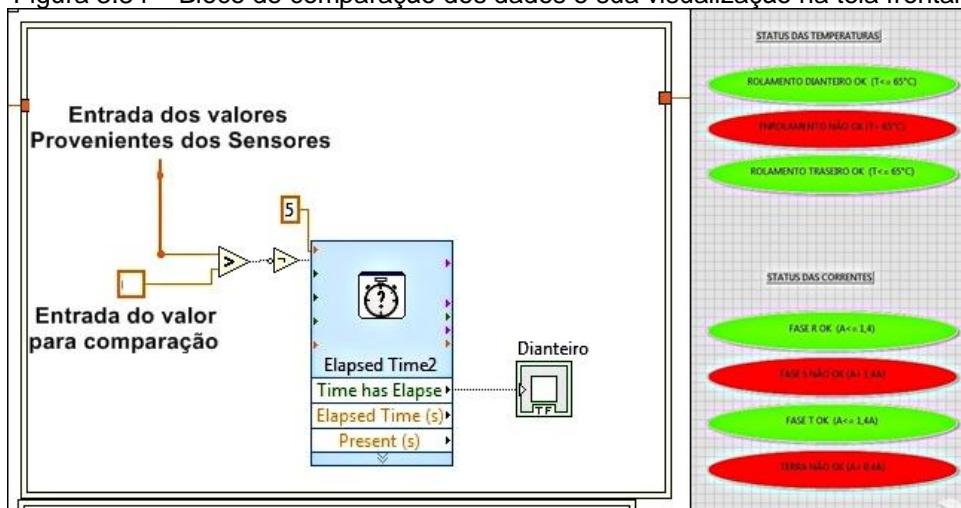 Figura 3.34 – Bloco de comparação dos dados e sua visualização na tela frontal
Entrada dos valores
Provenientes dos Sensores
5
>
Entrada do valor
para comparação
?
Elapsed Time2
Time has Elapse
Elapsed Time (s)
Present (s)
Dianteiro
TF
STATUS DAS TEMPERATURAS
ROLAMENTO DIANTEIRO OK (T<= 65°C)
ENROLAMENTO NÃO OK (T> 65°C)
ROLAMENTO TRASEIRO OK (T<= 65°C)
STATUS DAS CORRENTES
FASE R OK (A<= 1,4)
FASE S NÃO OK (A> 1,4A)
FASE T OK (A<= 1,4A)
TERRA NÃO OK (A> 0,4A)